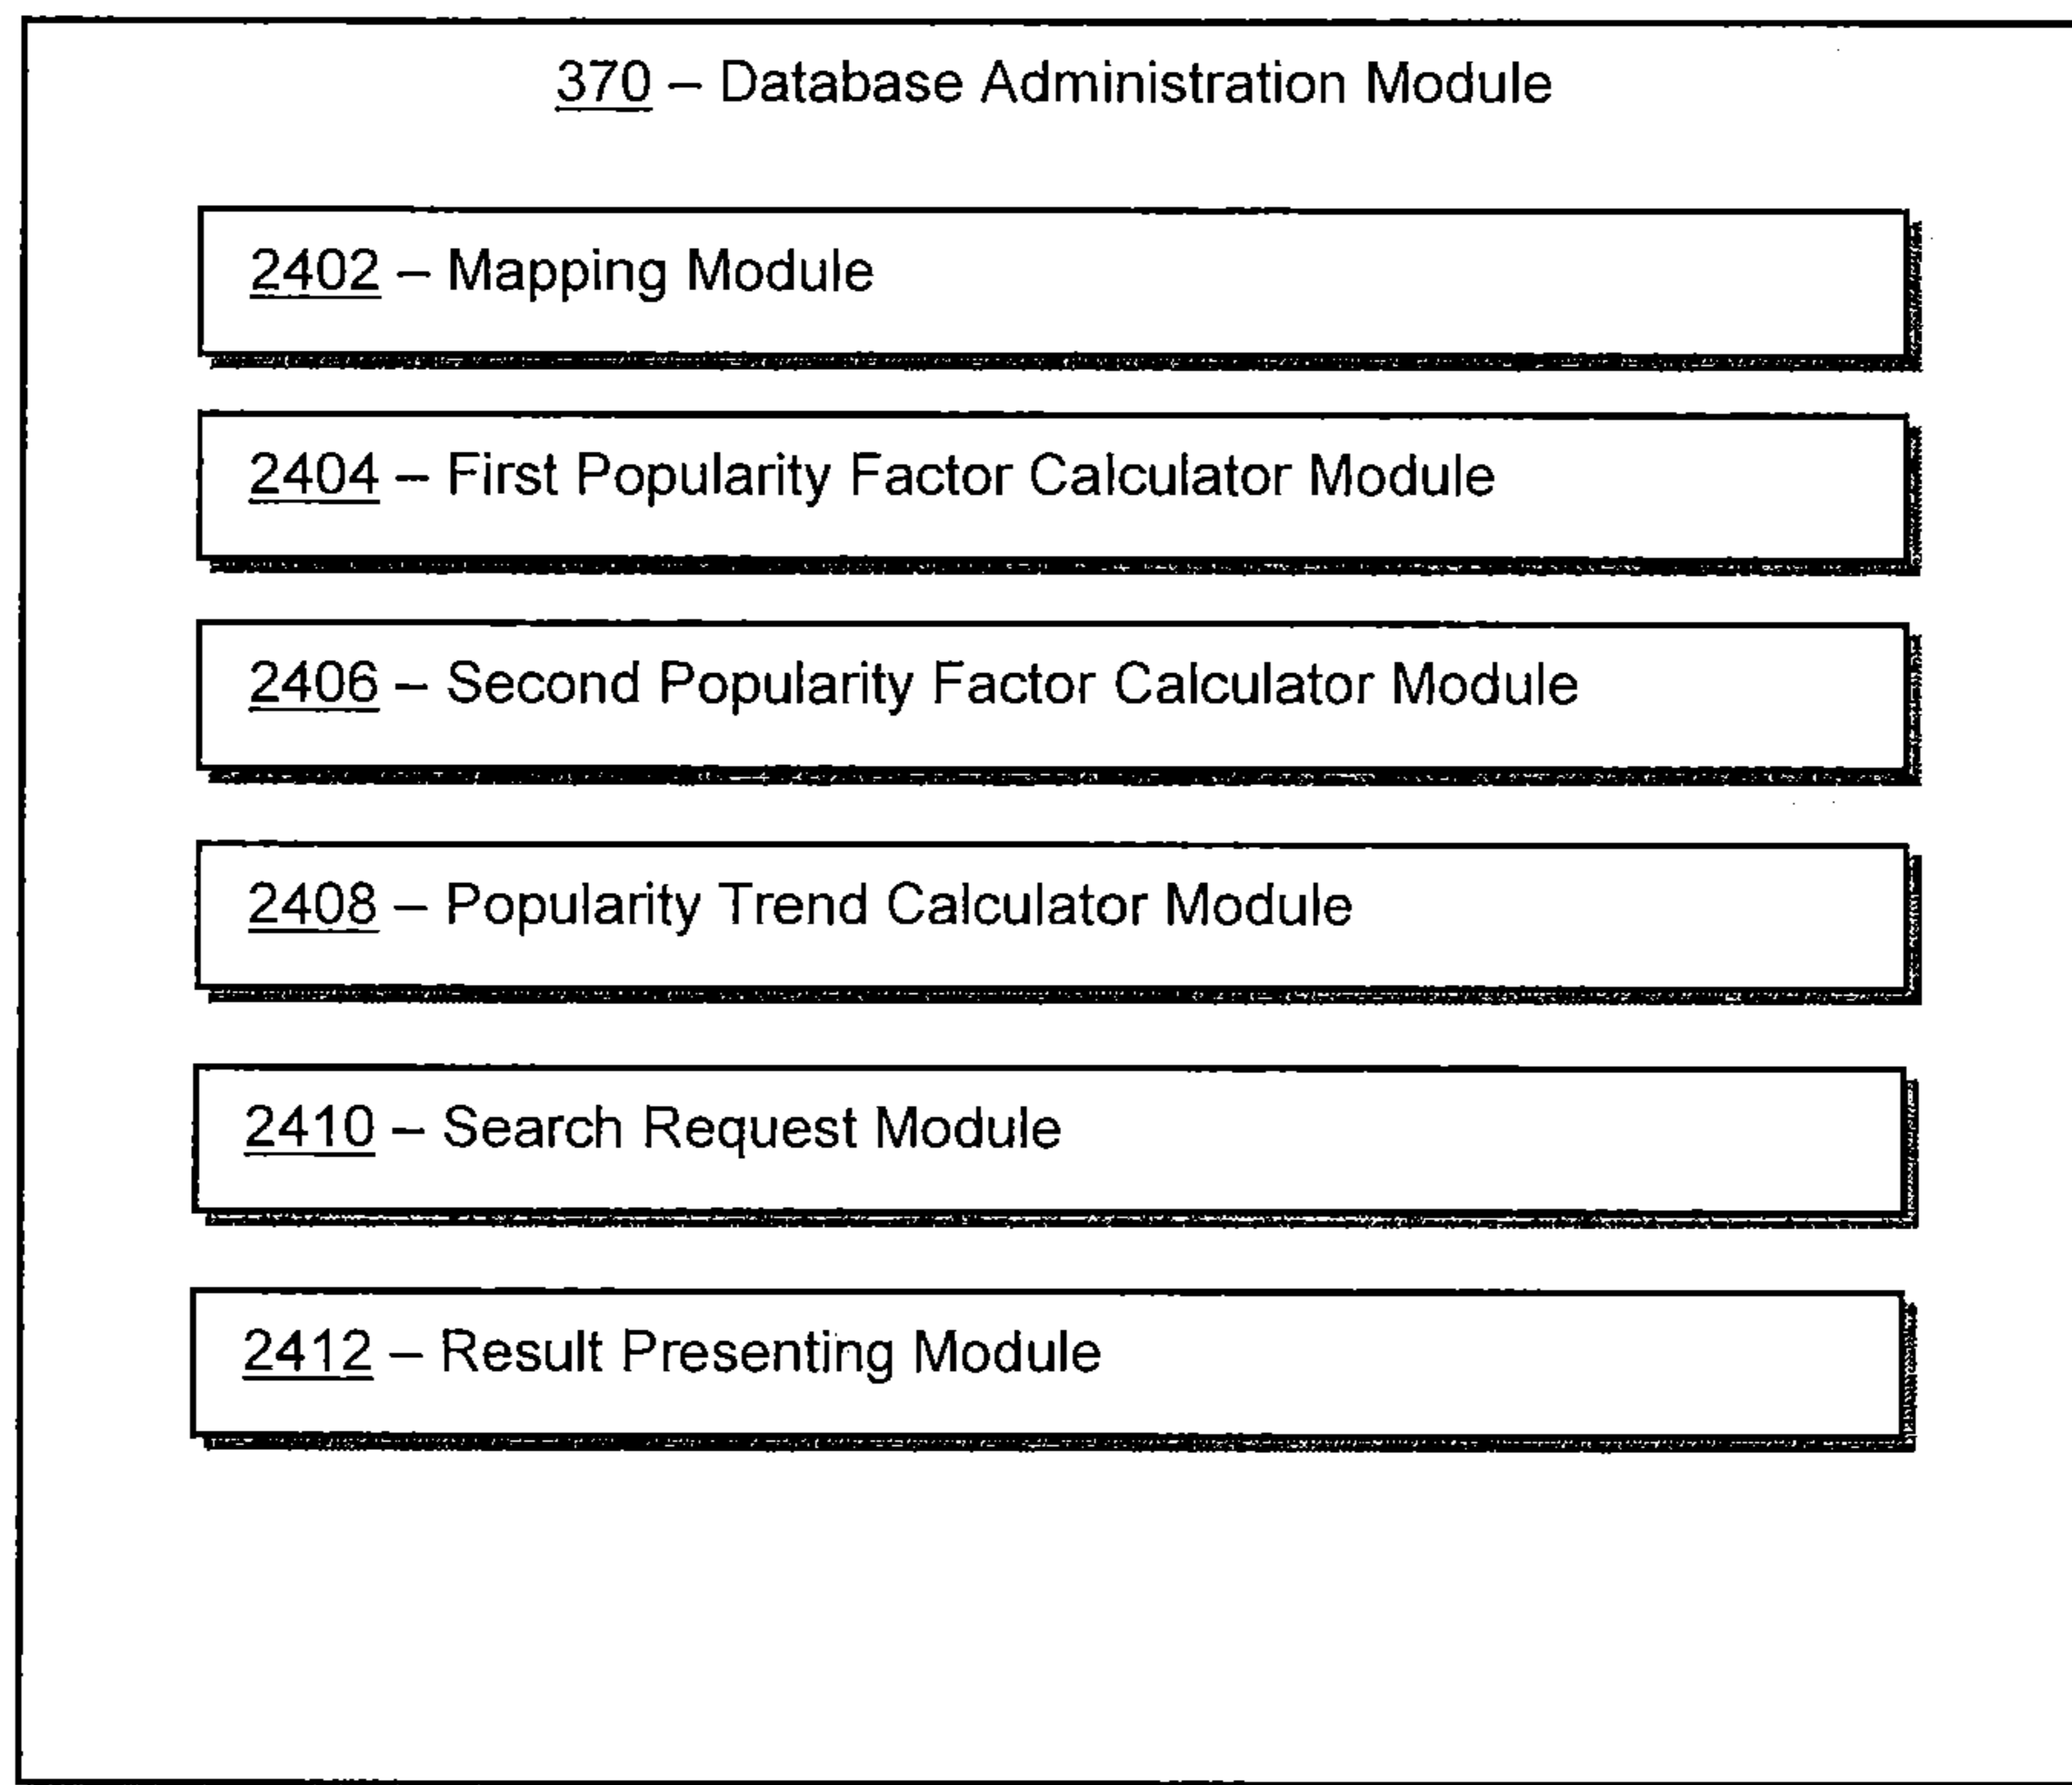 370 – Database Administration Module
2402 – Mapping Module
2404 – First Popularity Factor Calculator Module
2406 – Second Popularity Factor Calculator Module
2408 – Popularity Trend Calculator Module
2410 – Search Request Module
2412 – Result Presenting Module